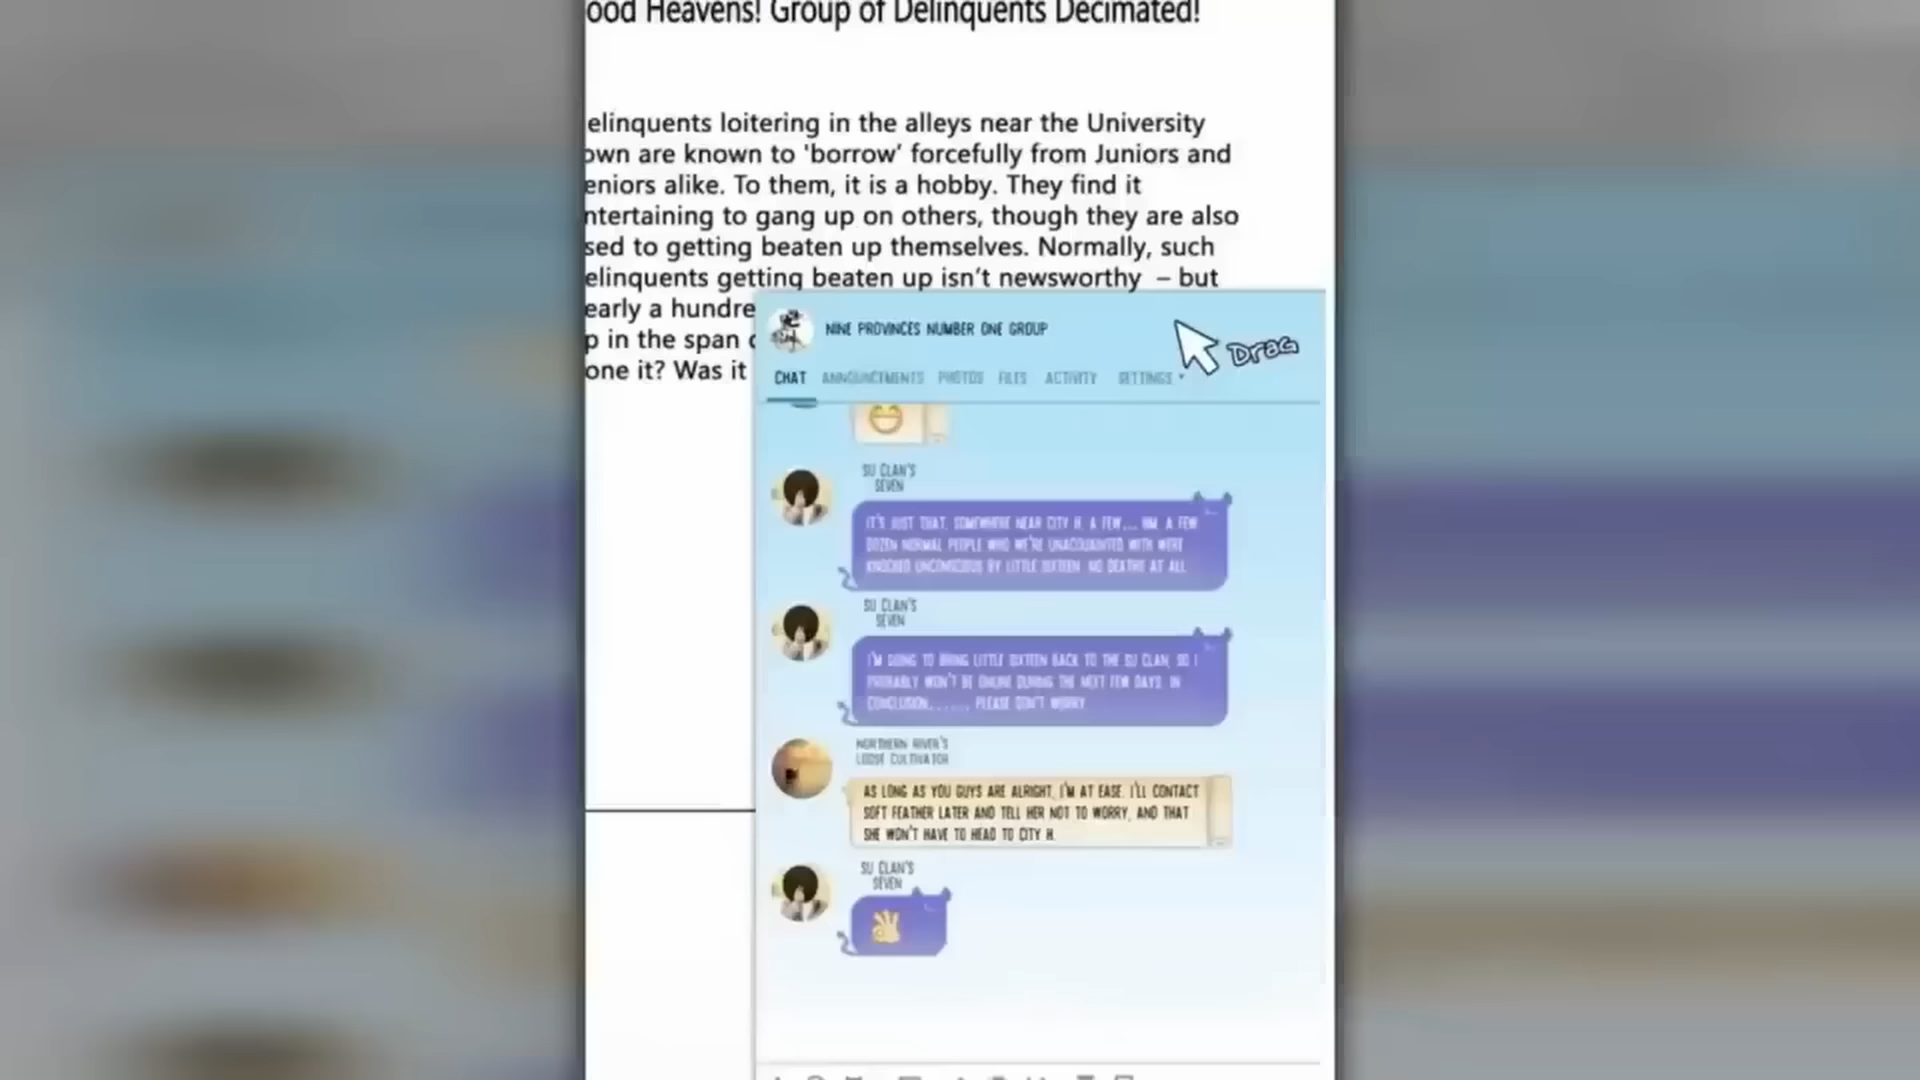 ood Heavens! Group of Delinquents Decimated!
elinquents loitering in the alleys near the University
own are known to 'borrow' forcefully from Juniors and
eniors alike. To them, it is a hobby. They find it
ntertaining to gang up on others, though they are also
sed to getting beaten up themselves. Normally, such
elinquents getting beaten up isn't newsworthy – but
early a hundre
p in the span
one it? Was it
NINE PROVINCES NUMBER ONE GROUP
Drag
CHAT ANNOUNCEMENTS PHOTOS FILES ACTIVITY SETTINGS
SU CLAN'S
SEVEN
IT'S JUST THAT, SOMEWHERE NEAR CITY H, A FEW... HM, A FEW
DOZEN NORMAL PEOPLE WHO WE'RE UNACQUAINTED WITH WERE
KNOCKED UNCONSCIOUS BY LITTLE SIXTEEN. NO DEATHS AT ALL.
SU CLAN'S
SEVEN
I'M GOING TO BRING LITTLE SIXTEEN BACK TO THE SU CLAN, SO I
PROBABLY WON'T BE ONLINE DURING THE NEXT FEW DAYS. IN
CONCLUSION....... PLEASE DON'T WORRY
NORTHERN RIVER'S
LOOSE CULTIVATOR
AS LONG AS YOU GUYS ARE ALRIGHT, I'M AT EASE. I'LL CONTACT
SOFT FEATHER LATER AND TELL HER NOT TO WORRY, AND THAT
SHE WON'T HAVE TO HEAD TO CITY H.
SU CLAN'S
SEVEN